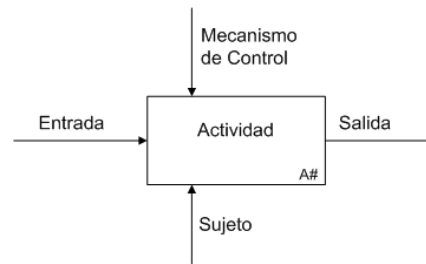 Mecanismo
de Control
Entrada
Actividad
Salida
A#
Sujeto